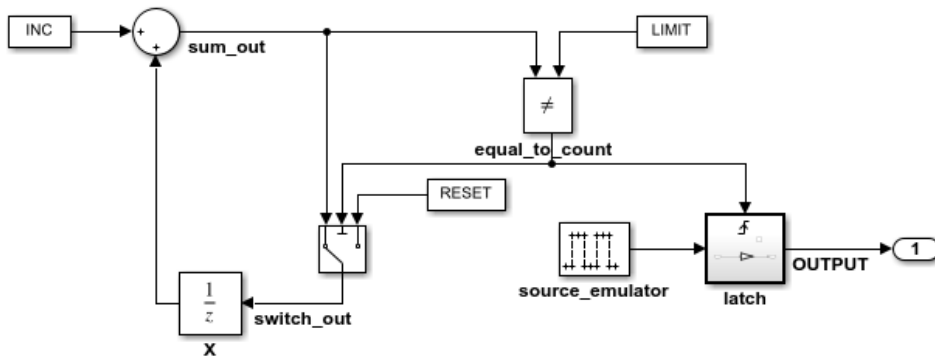 INC
LIMIT
+
+
sum_out
≠
equal_to_count
RESET
1
z
X
switch_out
source_emulator
latch
OUTPUT
1